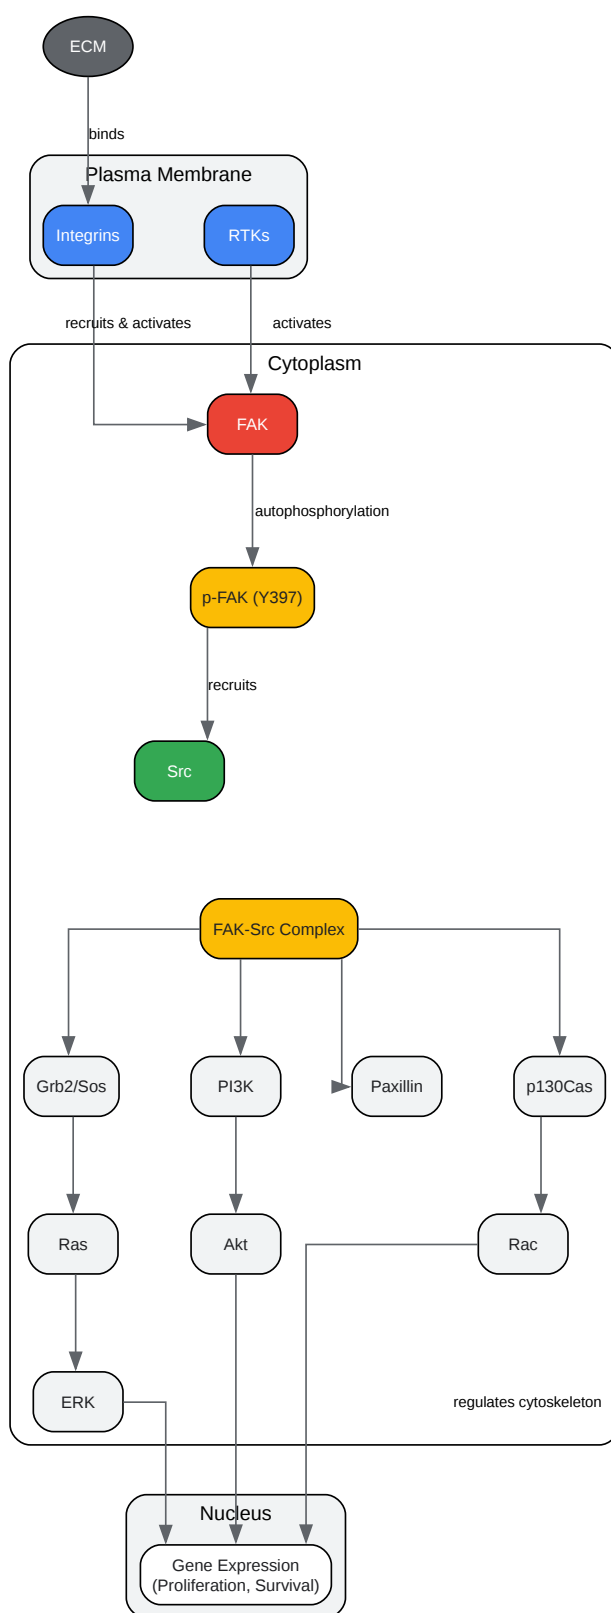 ECM
binds
Plasma Membrane
Integrins
RTKs
recruits & activates
activates
Cytoplasm
FAK
autophosphorylation
p-FAK (Y397)
recruits
Src
FAK-Src Complex
Grb2/Sos
PI3K
Paxillin
p130Cas
Ras
Akt
Rac
ERK
regulates cytoskeleton
Nucleus
Gene Expression
(Proliferation, Survival)